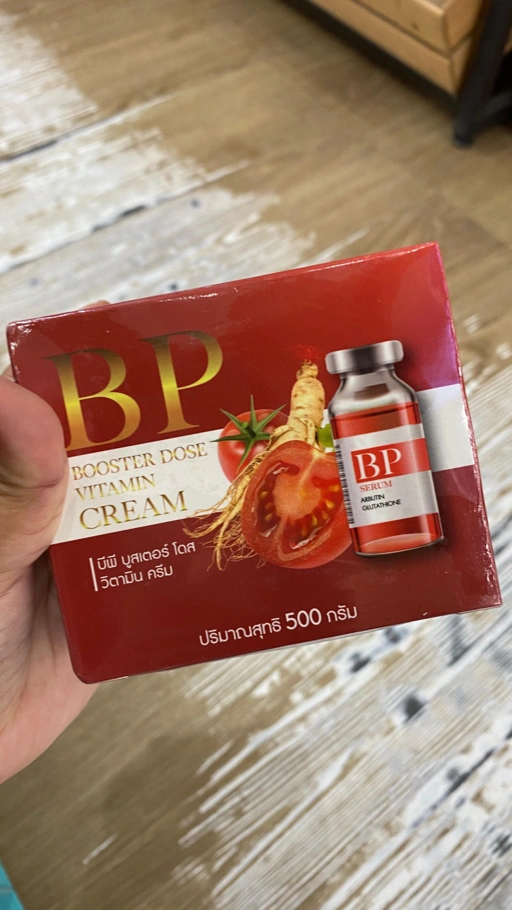 BP
BOOSTER DOSE
VITAMIN
CREAM
บีพี บูสเตอร์ โดส
วิตามิน ครีม
BP
SERUM
ARBUTIN
GLUTATHIONE
ปริมาณสุทธิ 500 กรัม